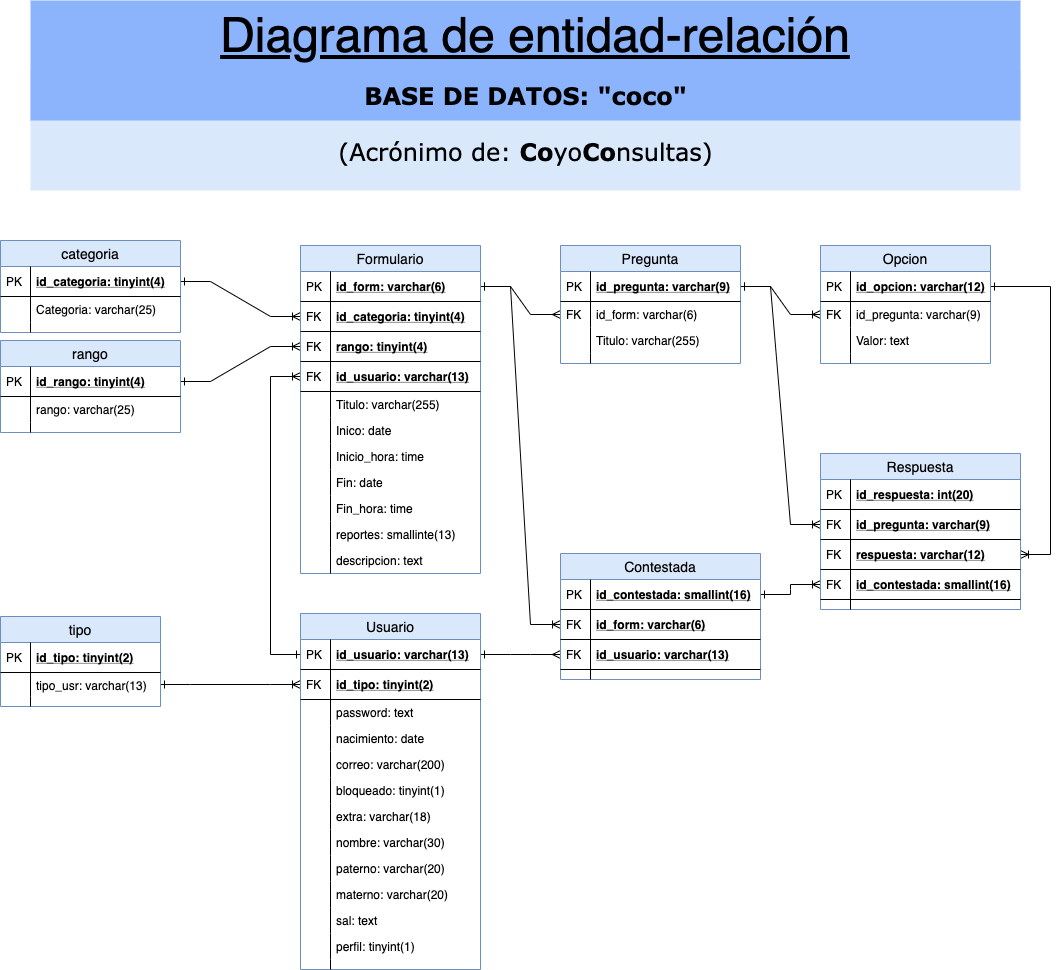 Diagrama de entidad-relación
BASE DE DATOS: "coco"
(Acrónimo de: CoyoConsultas)
categoria
PK id_categoria: tinyint(4)
Categoria: varchar(25)
rango
PK id_rango: tinyint(4)
rango: varchar(25)
Formulario
PK id_form: varchar(6)
FK id_categoria: tinyint(4)
FK rango: tinyint(4)
FK id_usuario: varchar(13)
Titulo: varchar(255)
Inico: date
Inicio_hora: time
Fin: date
Fin_hora: time
reportes: smallinte(13)
descripcion: text
Pregunta
PK id_pregunta: varchar(9)
FK id_form: varchar(6)
Titulo: varchar(255)
Opcion
PK id_opcion: varchar(12)
FK id_pregunta: varchar(9)
Valor: text
Respuesta
PK id_respuesta: int(20)
FK id_pregunta: varchar(9)
FK respuesta: varchar(12)
FK id_contestada: smallint(16)
Contestada
PK id_contestada: smallint(16)
FK id_form: varchar(6)
FK id_usuario: varchar(13)
tipo
PK id_tipo: tinyint(2)
tipo_usr: varchar(13)
Usuario
PK id_usuario: varchar(13)
FK id_tipo: tinyint(2)
password: text
nacimiento: date
correo: varchar(200)
bloqueado: tinyint(1)
extra: varchar(18)
nombre: varchar(30)
paterno: varchar(20)
materno: varchar(20)
sal: text
perfil: tinyint(1)